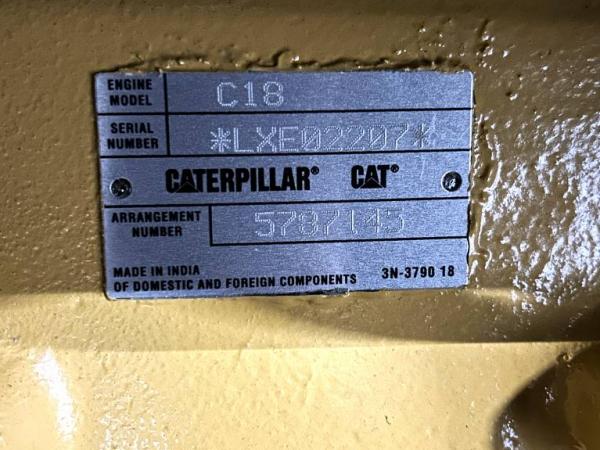 ENGINE MODEL C18
SERIAL NUMBER *LXE02207*
CATERPILLAR® CAT®
ARRANGEMENT NUMBER 5787145
MADE IN INDIA
OF DOMESTIC AND FOREIGN COMPONENTS 3N-3790 18